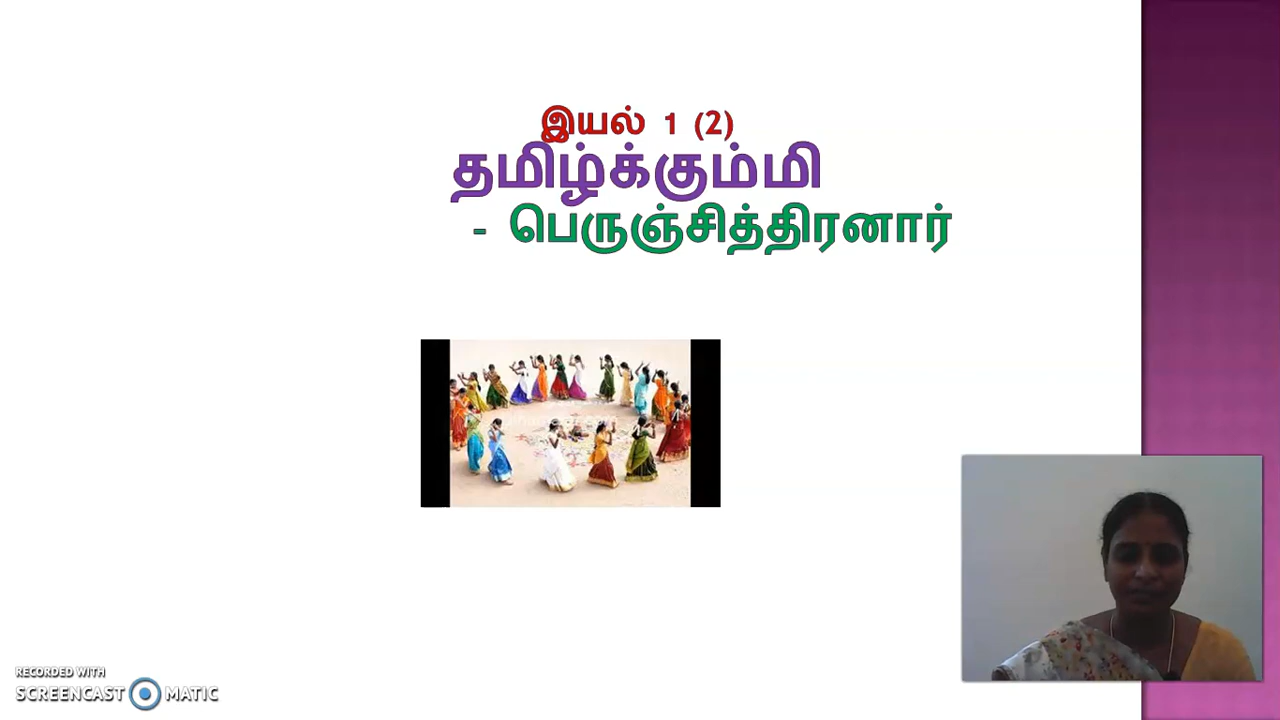 இயல் 1 (2)
தமிழ்க்கும்மி
- பெருஞ்சித்திரனார்
RECORDED WITH
SCREENCAST MATIC